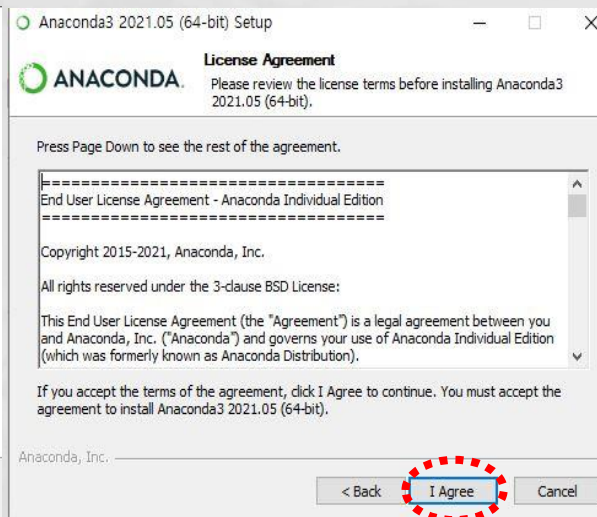 Anaconda3 2021.05 (64-bit) Setup
ANACONDA.
License Agreement
Please review the license terms before installing Anaconda3
2021.05 (64-bit).
Press Page Down to see the rest of the agreement.
===================================
End User License Agreement - Anaconda Individual Edition
===================================
Copyright 2015-2021, Anaconda, Inc.
All rights reserved under the 3-clause BSD License:
This End User License Agreement (the "Agreement") is a legal agreement between you
and Anaconda, Inc. ("Anaconda") and governs your use of Anaconda Individual Edition
(which was formerly known as Anaconda Distribution).
If you accept the terms of the agreement, click I Agree to continue. You must accept the
agreement to install Anaconda3 2021.05 (64-bit).
Anaconda, Inc.
< Back
I Agree
Cancel